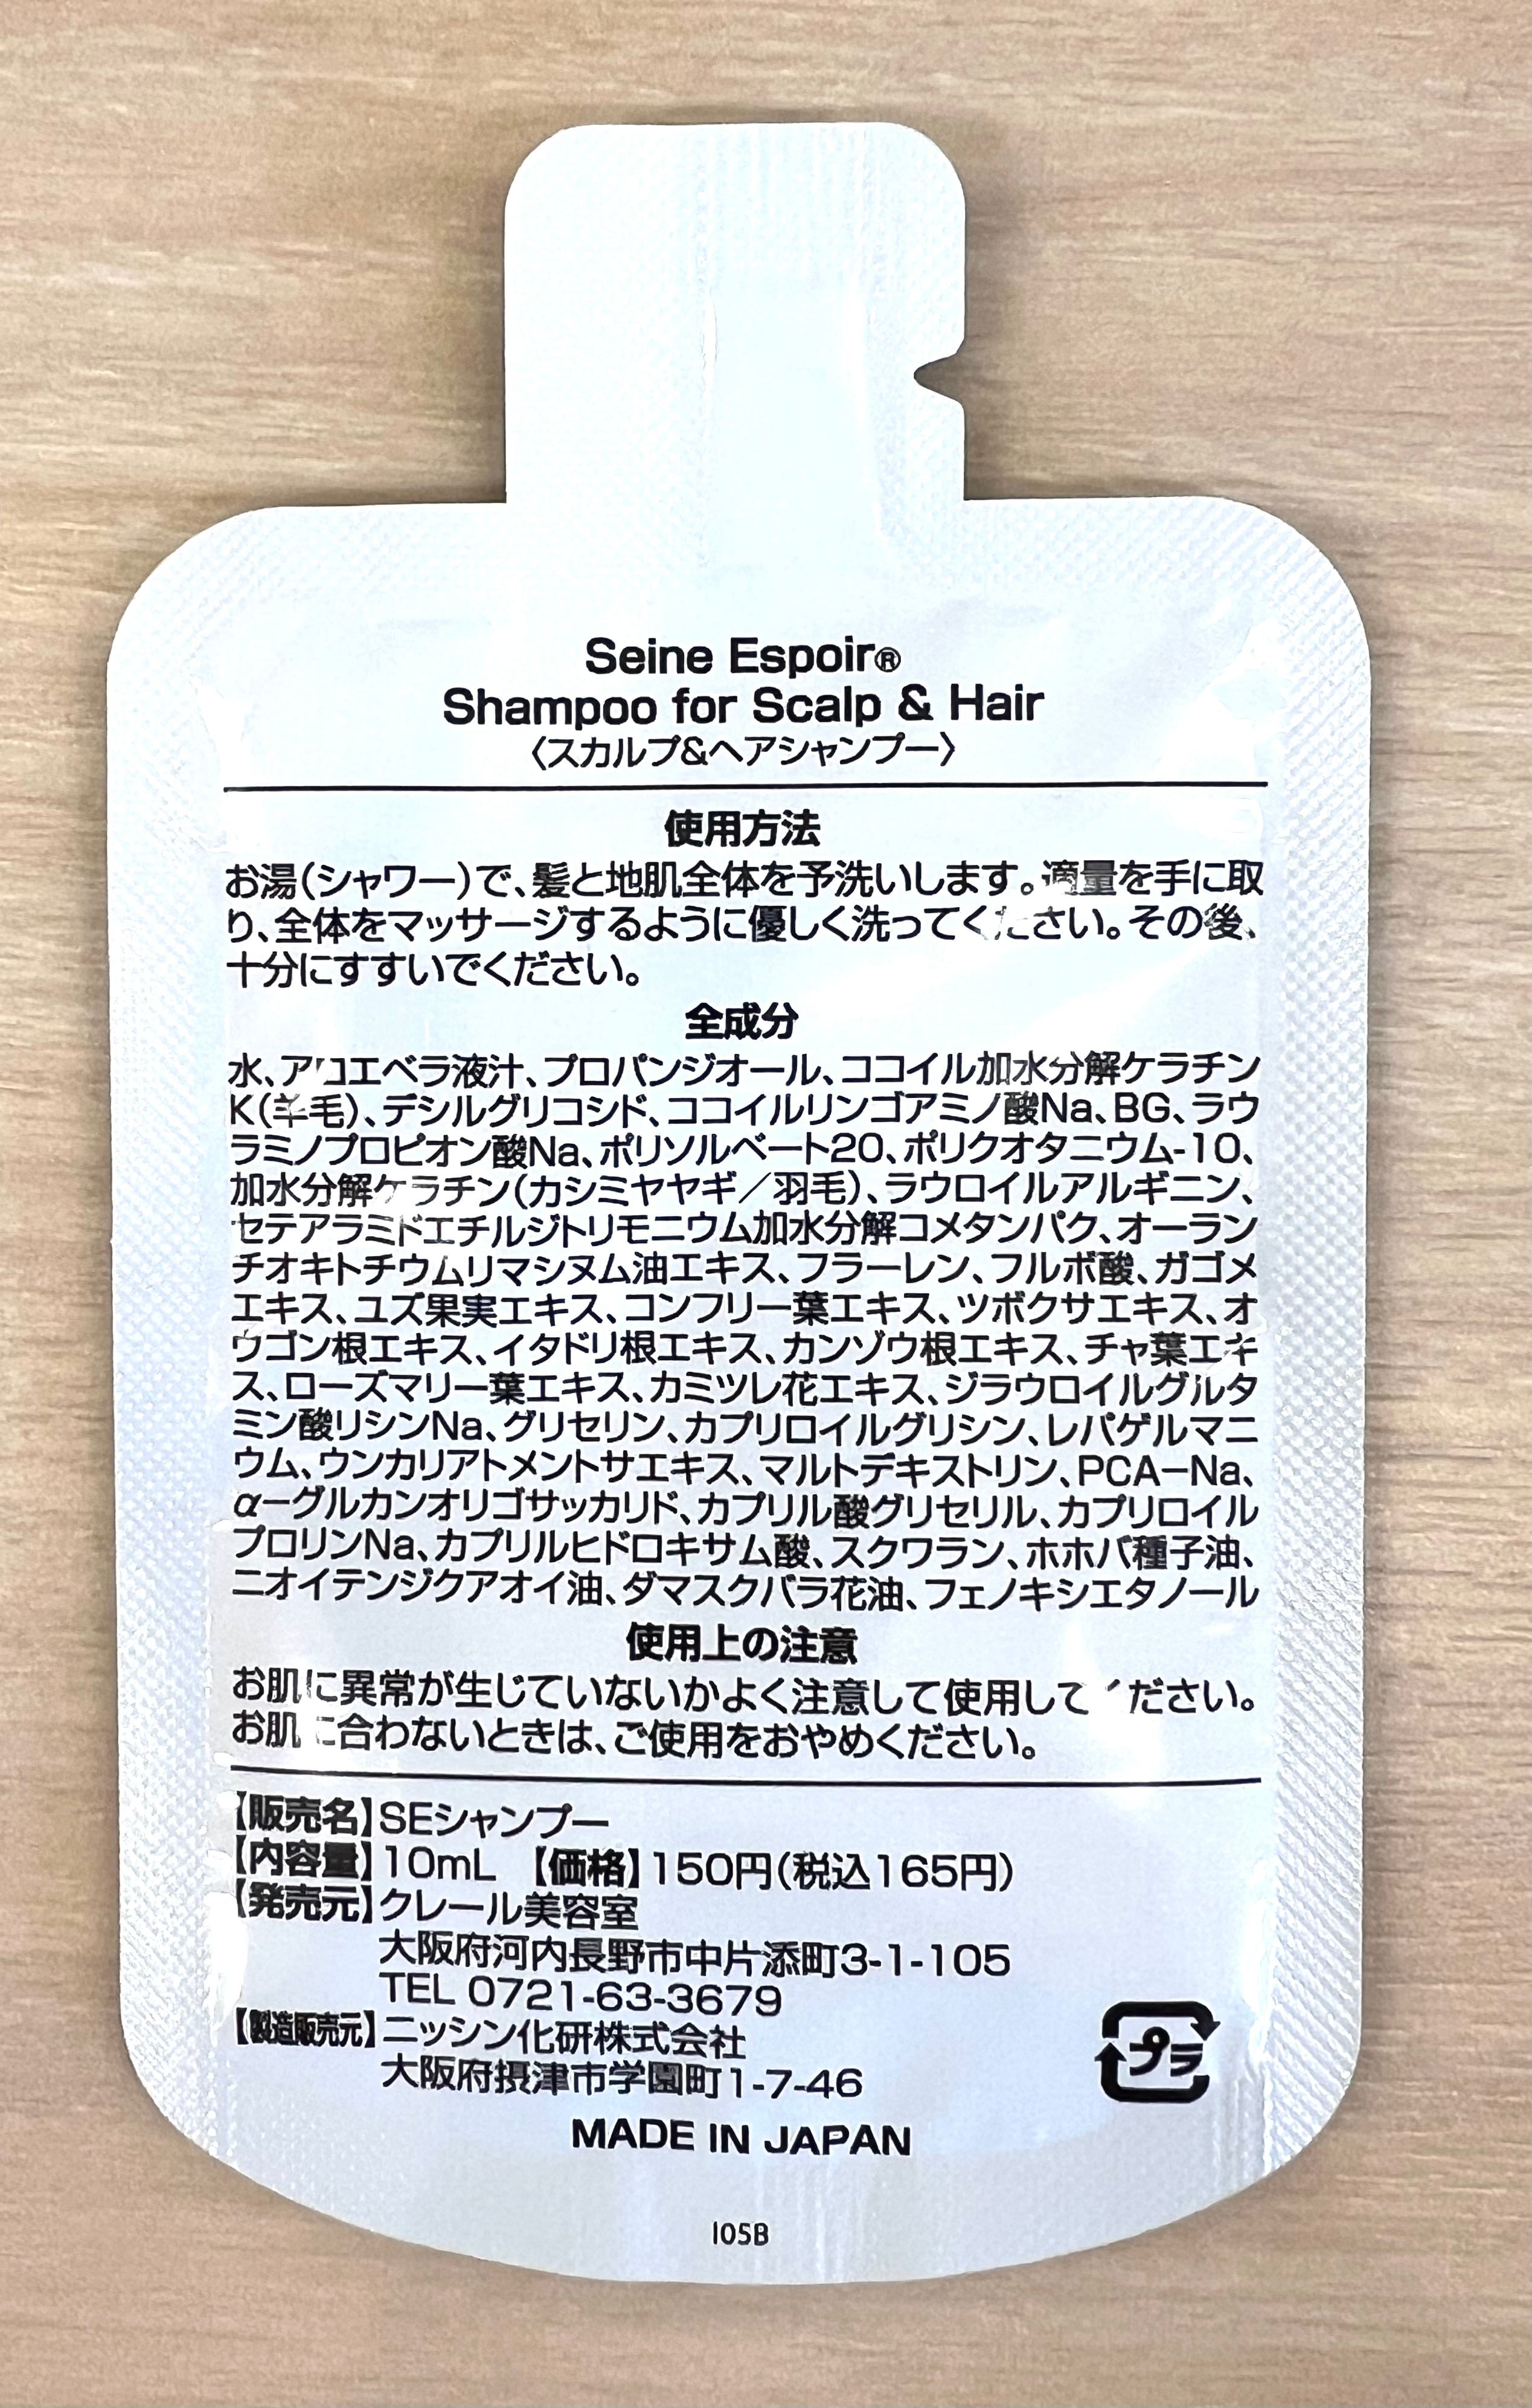 Seine Espoir®
Shampoo for Scalp & Hair
〈スカルプ&ヘアシャンプー〉
使用方法
お湯(シャワー)で、髪と地肌全体を予洗いします。適量を手に取
り、全体をマッサージするように優しく洗ってください。その後、
十分にすすいでください。
全成分
水、アロエベラ液汁、プロパンジオール、ココイル加水分解ケラチン
K(羊毛)、デシルグリコシド、ココイルリンゴアミノ酸Na、BG、ラウ
ラミノプロピオン酸Na、ポリソルベート20、ポリクオタニウム-10、
加水分解ケラチン(カシミヤヤギ/羽毛)、ラウロイルアルギニン、
セテアラミドエチルジトリモニウム加水分解コメタンパク、オーラン
チオキトチウムリマシヌム油エキス、フラーレン、フルボ酸、ガゴメ
エキス、ユズ果実エキス、コンフリー葉エキス、ツボクサエキス、オ
ウゴン根エキス、イタドリ根エキス、カンゾウ根エキス、チャ葉エキ
ス、ローズマリー葉エキス、カミツレ花エキス、ジラウロイルグルタ
ミン酸リシンNa、グリセリン、カプリロイルグリシン、レパゲルマニ
ウム、ウンカリアトメントサエキス、マルトデキストリン、PCA-Na、
α-グルカンオリゴサッカリド、カプリル酸グリセリル、カプリロイル
プロリンNa、カプリルヒドロキサム酸、スクワラン、ホホバ種子油、
ニオイテンジクアオイ油、ダマスクバラ花油、フェノキシエタノール
使用上の注意
お肌に異常が生じていないかよく注意して使用してください。
お肌に合わないときは、ご使用をおやめください。
【販売名】SEシャンプー
【内容量】10mL 【価格】150円(税込165円)
【発売元】クレール美容室
大阪府河内長野市中片添町3-1-105
TEL 0721-63-3679
【製造販売元】ニッシン化研株式会社
大阪府摂津市学園町1-7-46
プラ
MADE IN JAPAN
I05B